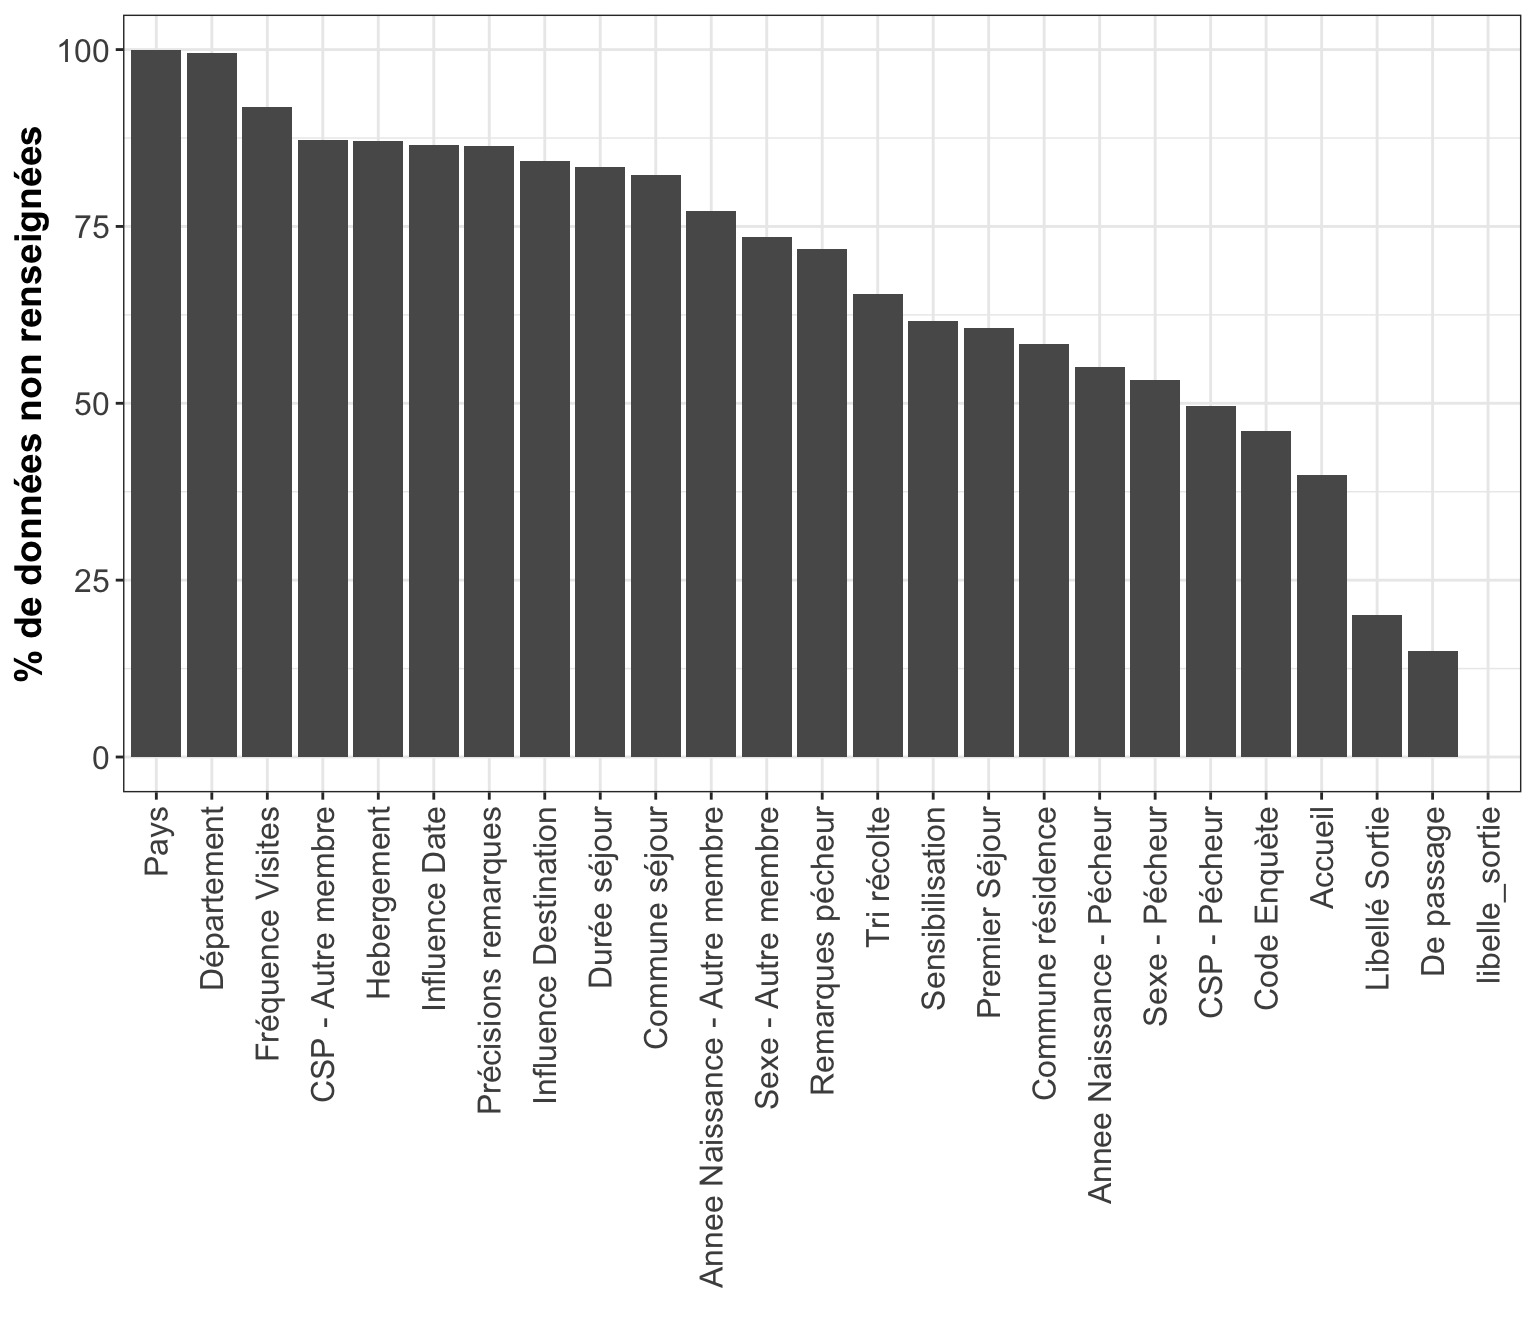 % de données non renseignées
100
75
50
25
0
Pays
Département
Fréquence Visites
CSP - Autre membre
Hebergement
Influence Date
Précisions remarques
Influence Destination
Durée séjour
Commune séjour
Annee Naissance - Autre membre
Sexe - Autre membre
Remarques pécheur
Tri récolte
Sensibilisation
Premier Séjour
Commune résidence
Annee Naissance - Pécheur
Sexe - Pécheur
CSP - Pécheur
Code Enquète
Accueil
Libellé Sortie
De passage
libelle_sortie